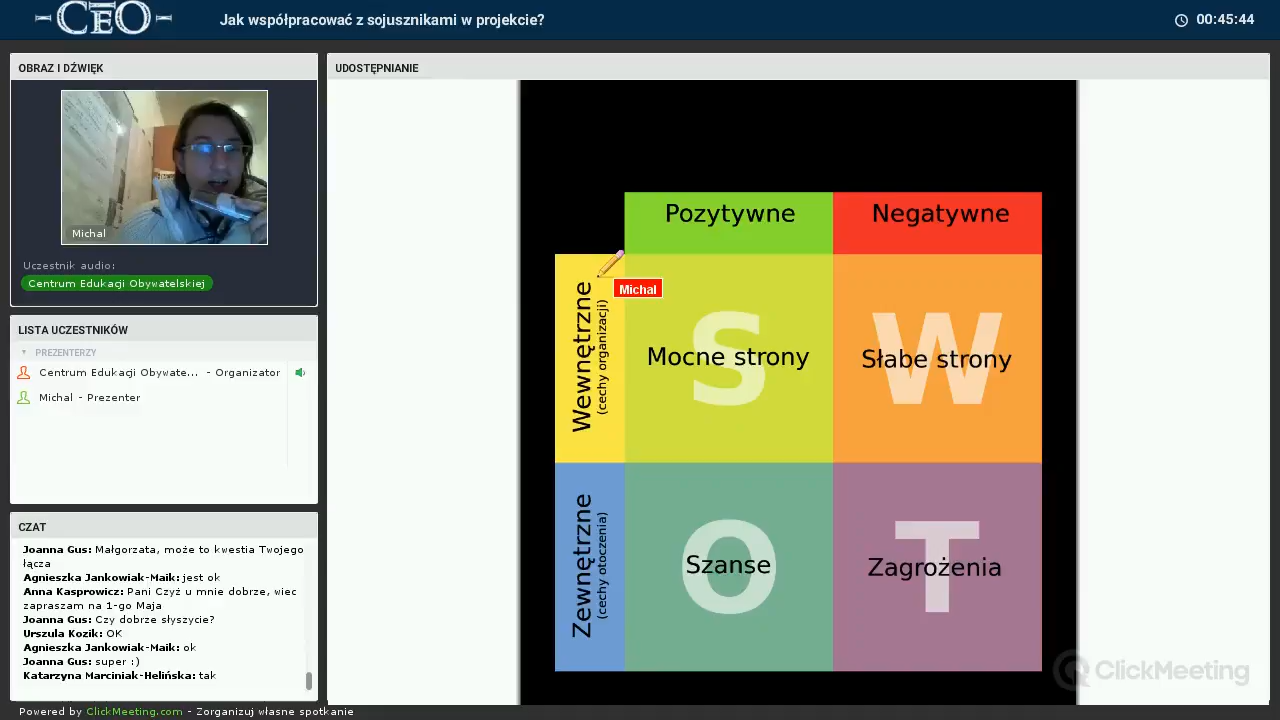 CEO
Jak współpracować z sojusznikami w projekcie?
00:45:44
OBRAZ I DŹWIĘK
Michal
Uczestnik audio:
Centrum Edukacji Obywatelskiej
LISTA UCZESTNIKÓW
PREZENTERZY
Centrum Edukacji Obywate... - Organizator
Michal - Prezenter
CZAT
Joanna Gus: Małgorzata, może to kwestia Twojego
łącza
Agnieszka Jankowiak-Maik: jest ok
Anna Kasprowicz: Pani Czyż u mnie dobrze, wiec
zapraszam na 1-go Maja
Joanna Gus: Czy dobrze słyszycie?
Urszula Kozik: OK
Agnieszka Jankowiak-Maik: ok
Joanna Gus: super :)
Katarzyna Marciniak-Helińska: tak
Powered by ClickMeeting.com - Zorganizuj własne spotkanie
UDOSTĘPNIANIE
Pozytywne
Negatywne
Wewnętrzne
(cechy organizacji)
Michal
S
Mocne strony
W
Słabe strony
Zewnętrzne
(cechy otoczenia)
O
Szanse
T
Zagrożenia
ClickMeeting